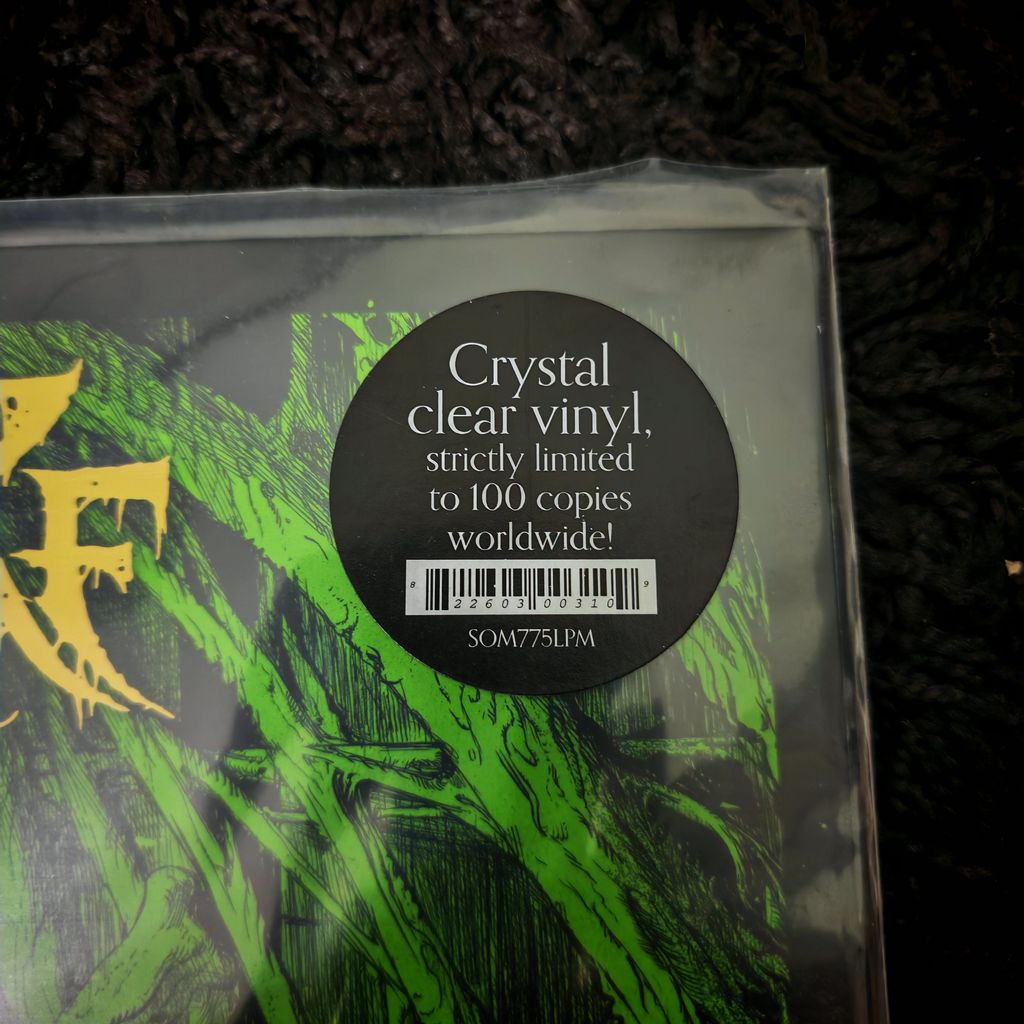 Crystal
clear vinyl,
strictly limited
to 100 copies
worldwide!
8 22603 00310 9
SOM775LPM